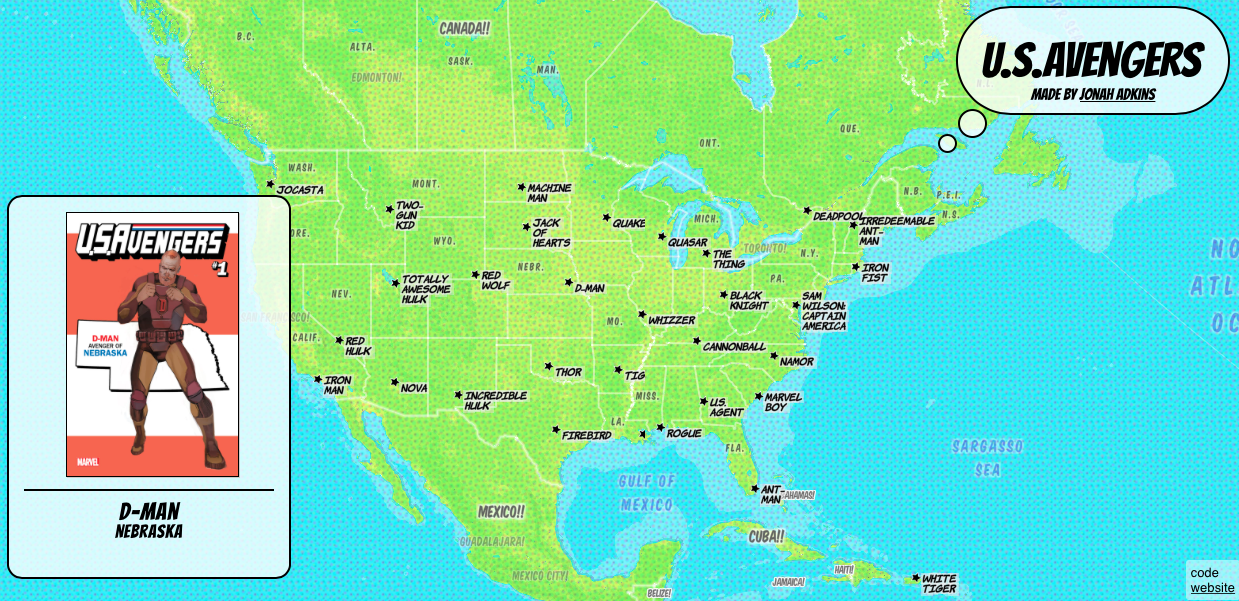 U.S.AVENGERS
MADE BY JONAH ADKINS
CANADA!!
B.C.
ALTA.
SASK.
MAN.
EDMONTON!
ONT.
QUE.
N.B.
P.E.I.
N.S.
WASH.
JOCASTA
MONT.
TWO-
GUN
KID
MACHINE
MAN
JACK
OF
HEARTS
QUAKE
QUASAR
MICH.
THE
THING
TORONTO!
DEADPOOL
IRREDEEMABLE
ANT-
MAN
N.Y.
IRON
FIST
ORE.
WYO.
NEBR.
PA.
NEV.
TOTALLY
AWESOME
HULK
RED
WOLF
D-MAN
BLACK
KNIGHT
SAM
WILSON:
CAPTAIN
AMERICA
SAN FRANCISCO!
CALIF.
MO.
WHIZZER
RED
HULK
CANNONBALL
NAMOR
IRON
MAN
NOVA
THOR
TIG
INCREDIBLE
HULK
MISS.
U.S.
AGENT
MARVEL
BOY
LA.
FIREBIRD
ROGUE
FLA.
GULF OF
MEXICO
ANT-
MAN
AHAMAS!
SARGASSO
SEA
NO
ATL
OC
MEXICO!!
GUADALAJARA!
MEXICO CITY!
CUBA!!
HAITI!
JAMAICA!
BELIZE!
WHITE
TIGER
U.S.AVENGERS
#1
D-MAN
AVENGER OF
NEBRASKA
MARVEL
D-MAN
NEBRASKA
code
website